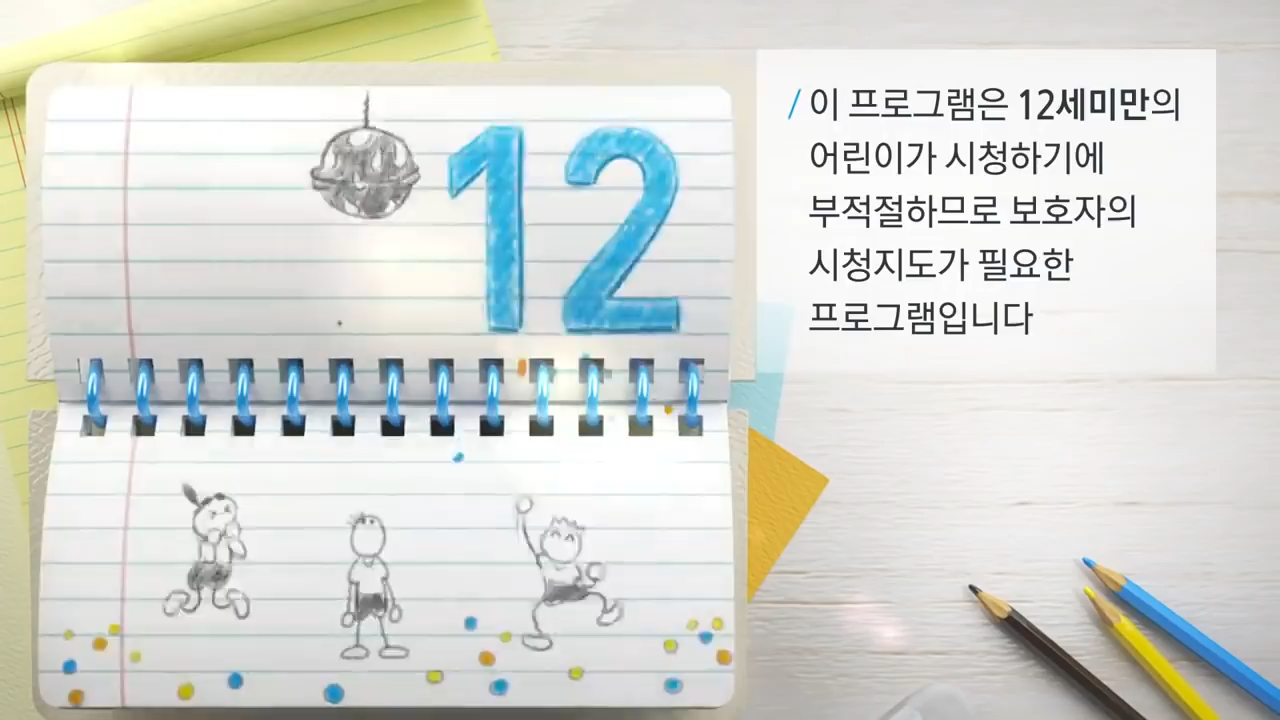 12
/ 이 프로그램은 12세미만의
어린이가 시청하기에
부적절하므로 보호자의
시청지도가 필요한
프로그램입니다